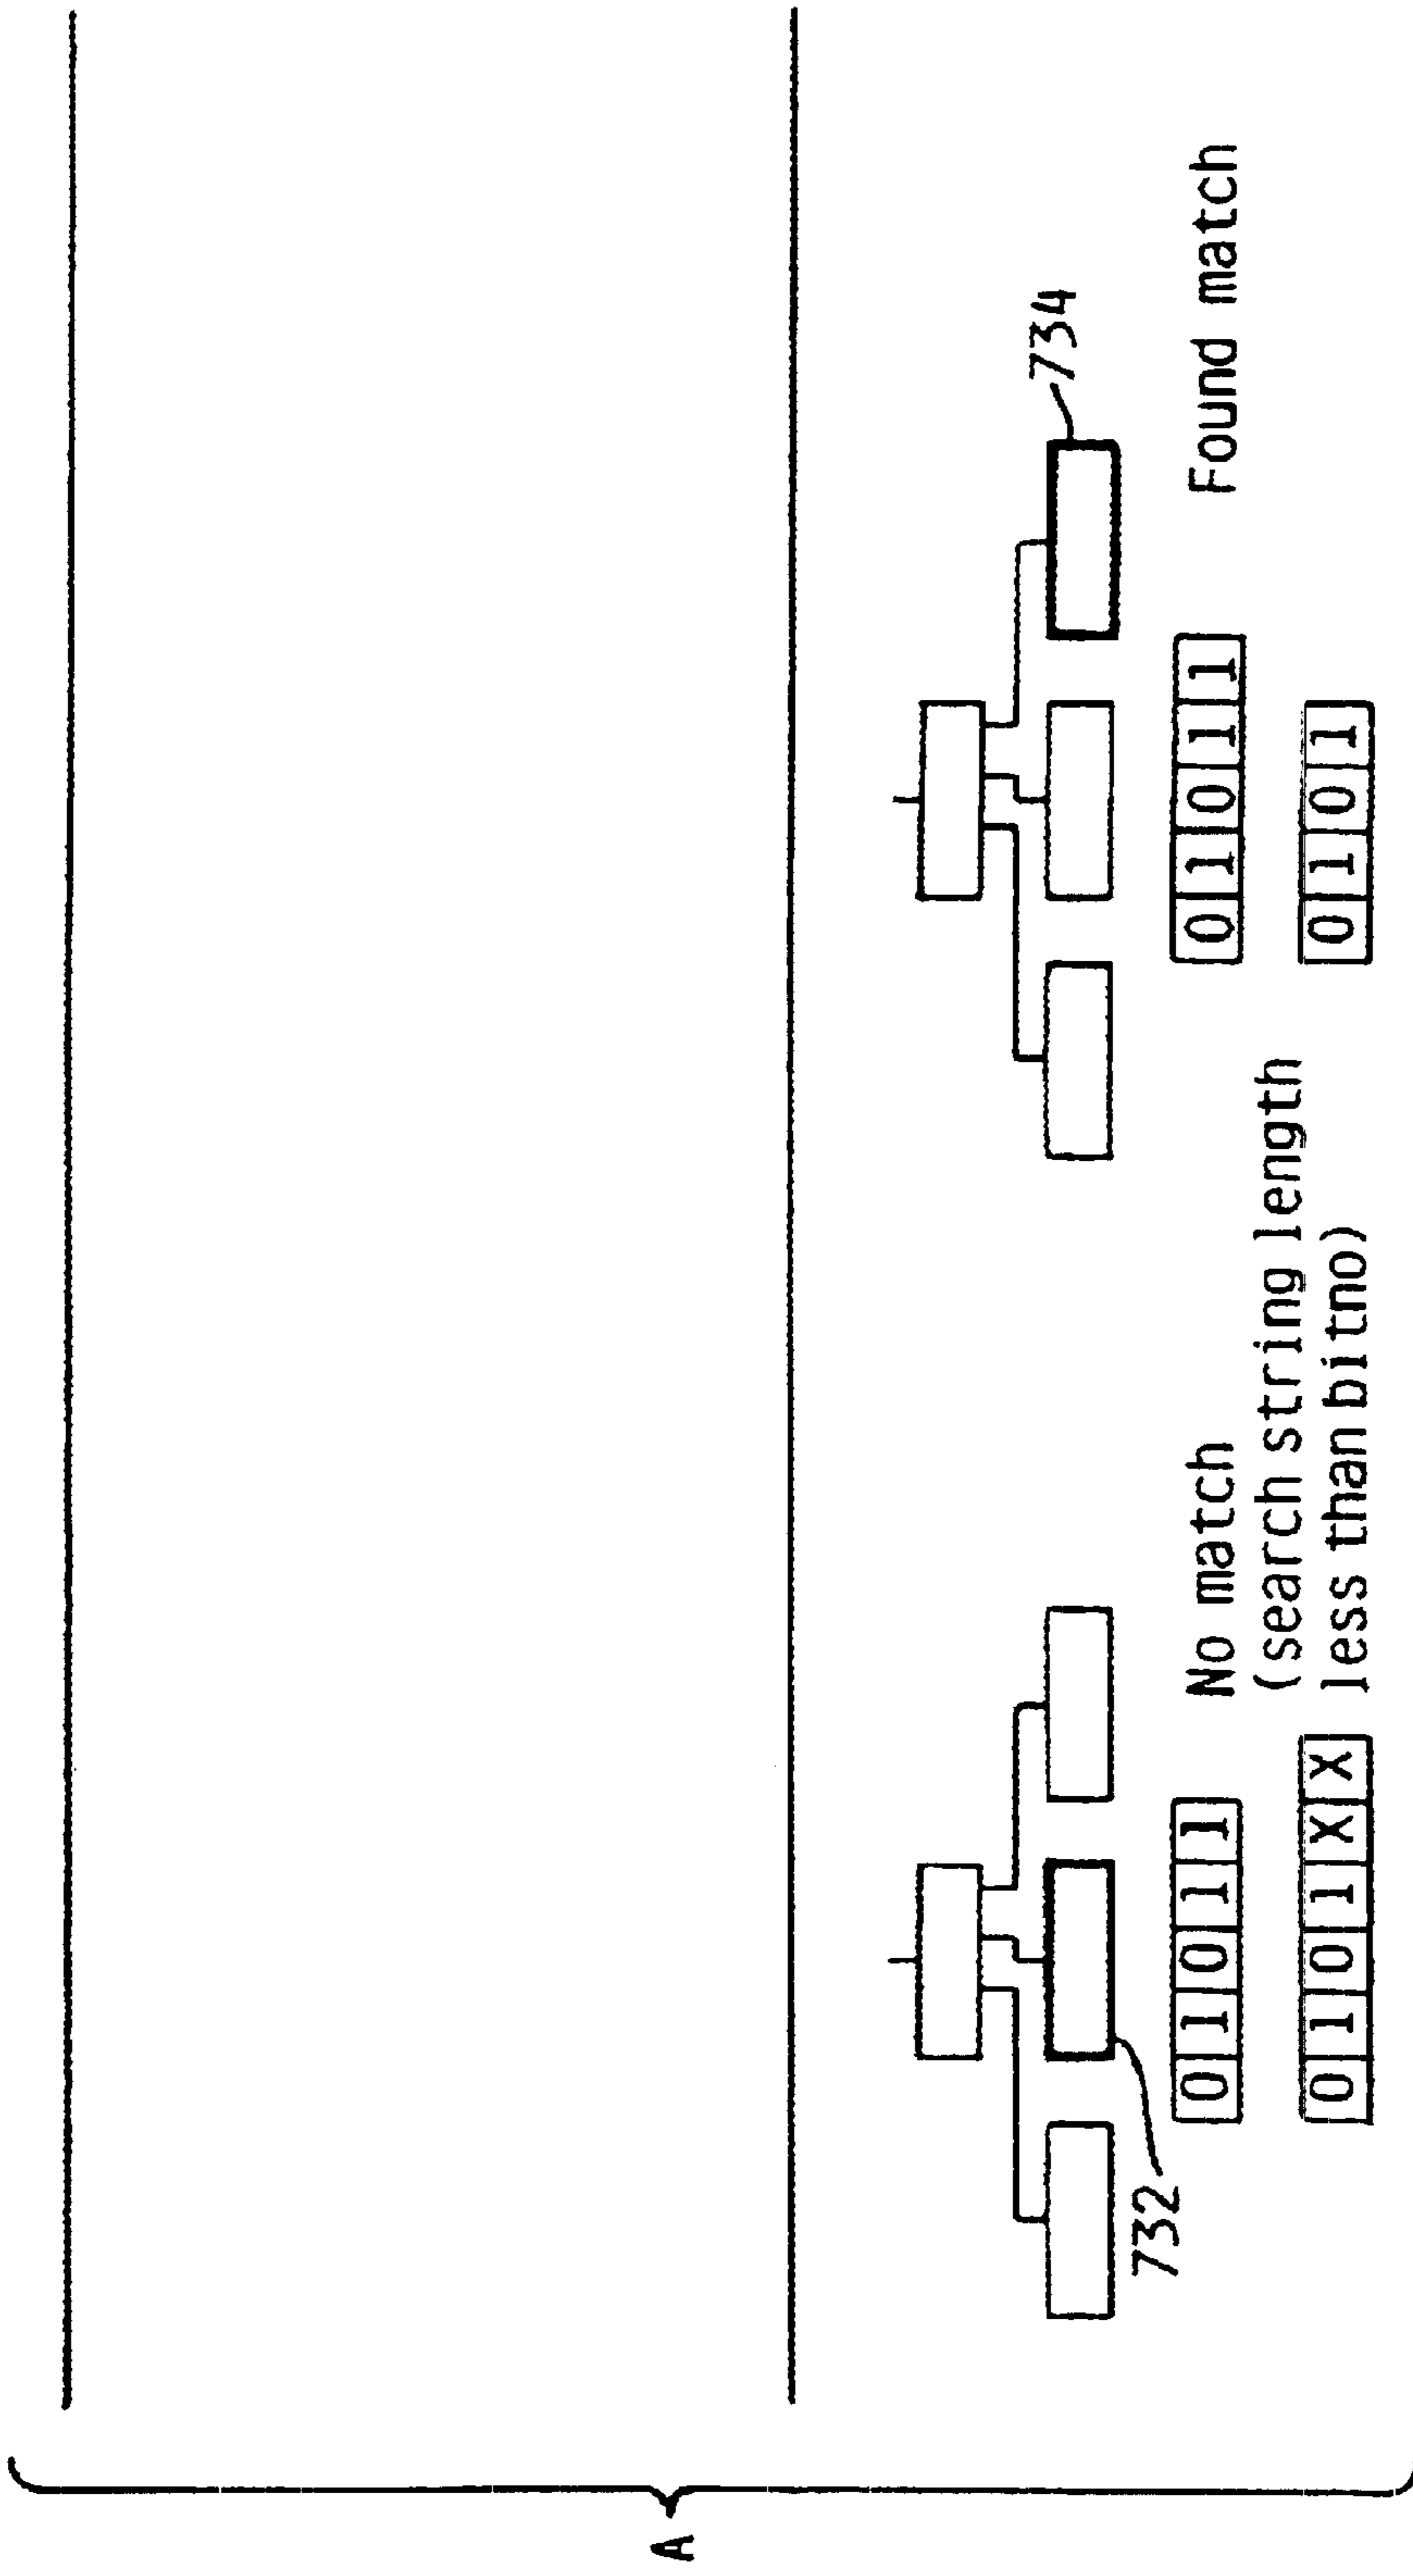 A
732
0 1 0 1 1
0 1 0 1 X X
No match
(search string length
less than bitno)
734
0 1 0 1 1
0 1 0 1
Found match